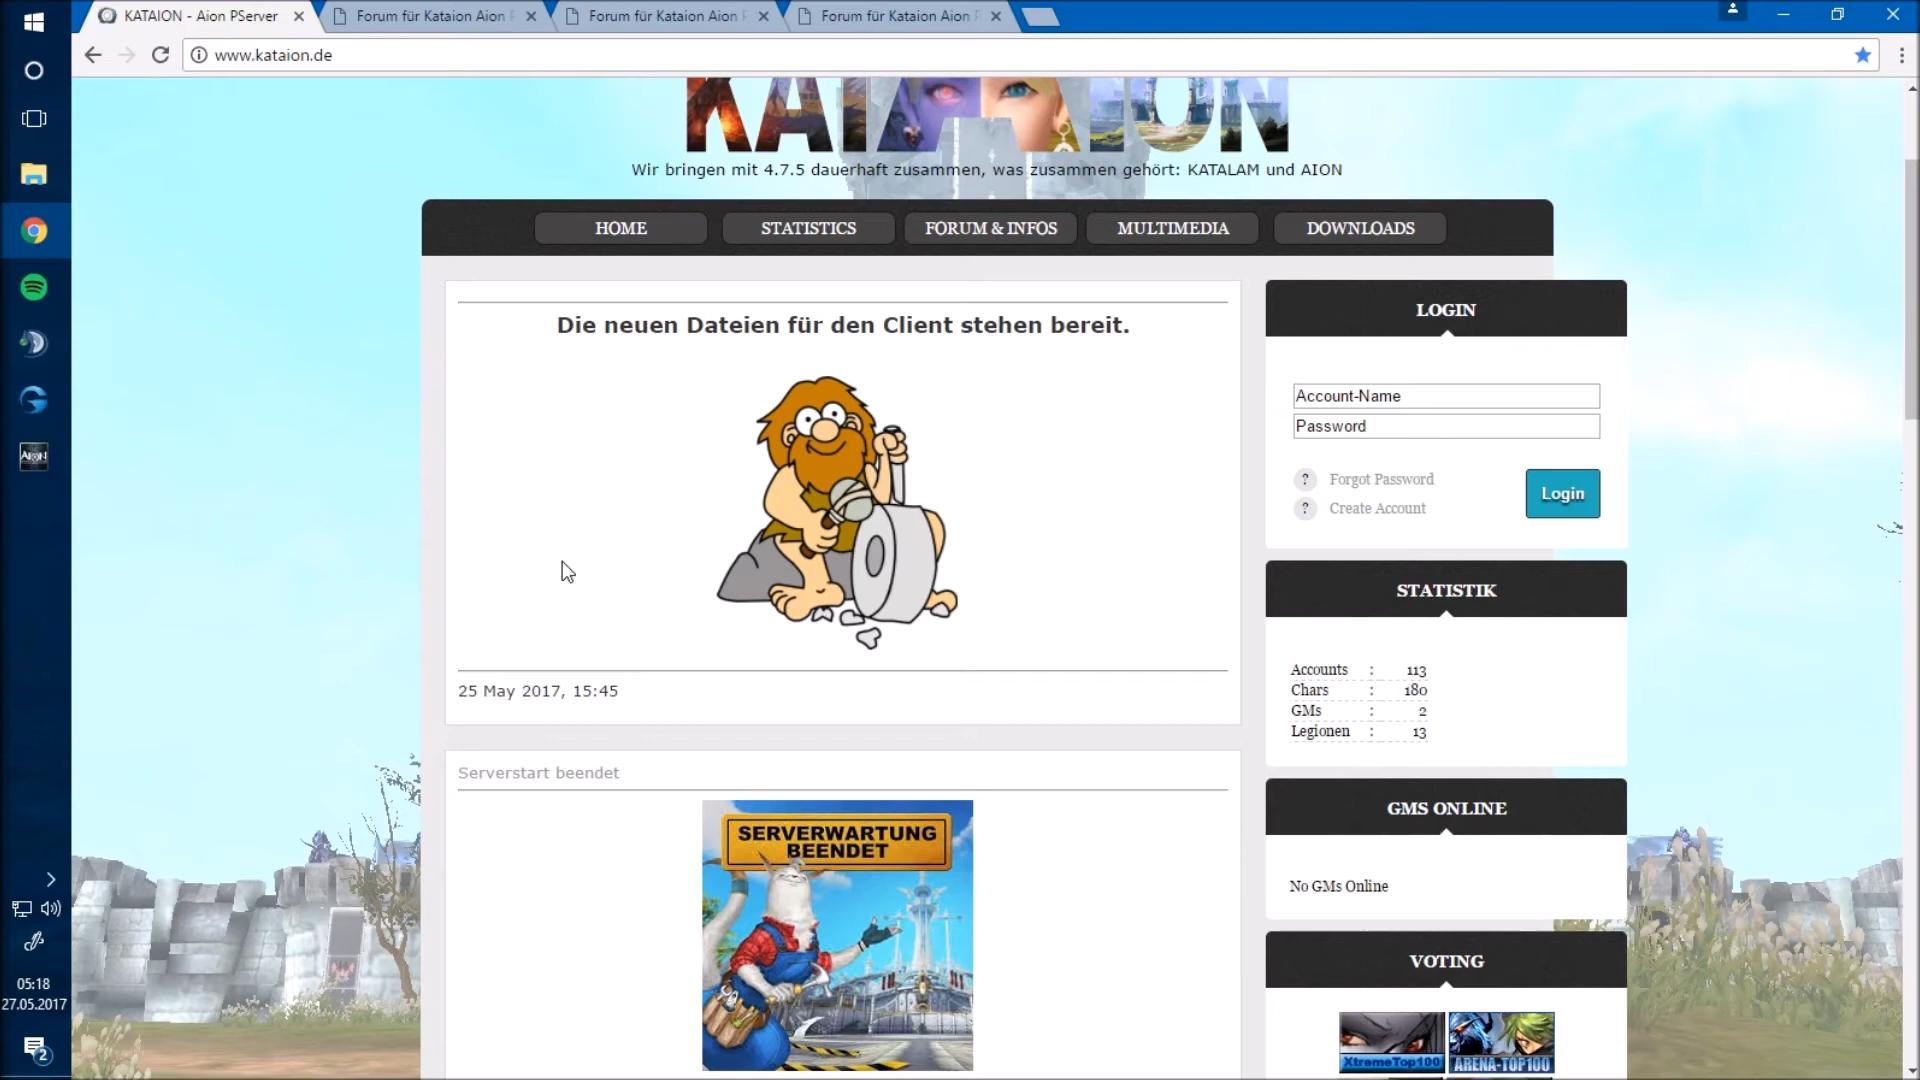 KATAION - Aion PServer
Forum für Kataion Aion
Forum für Kataion Aion
Forum für Kataion Aion
www.kataion.de
KATAAION
Wir bringen mit 4.7.5 dauerhaft zusammen, was zusammen gehört: KATALAM und AION
HOME
STATISTICS
FORUM & INFOS
MULTIMEDIA
DOWNLOADS
Die neuen Dateien für den Client stehen bereit.
25 May 2017, 15:45
Serverstart beendet
SERVERWARTUNG
BEENDET
LOGIN
Account-Name
Password
? Forgot Password
? Create Account
Login
STATISTIK
Accounts : 113
Chars : 180
GMs : 2
Legionen : 13
GMS ONLINE
No GMs Online
VOTING
XtremeTop100
ARENA-TOP100
AION
05:18
27.05.2017
2